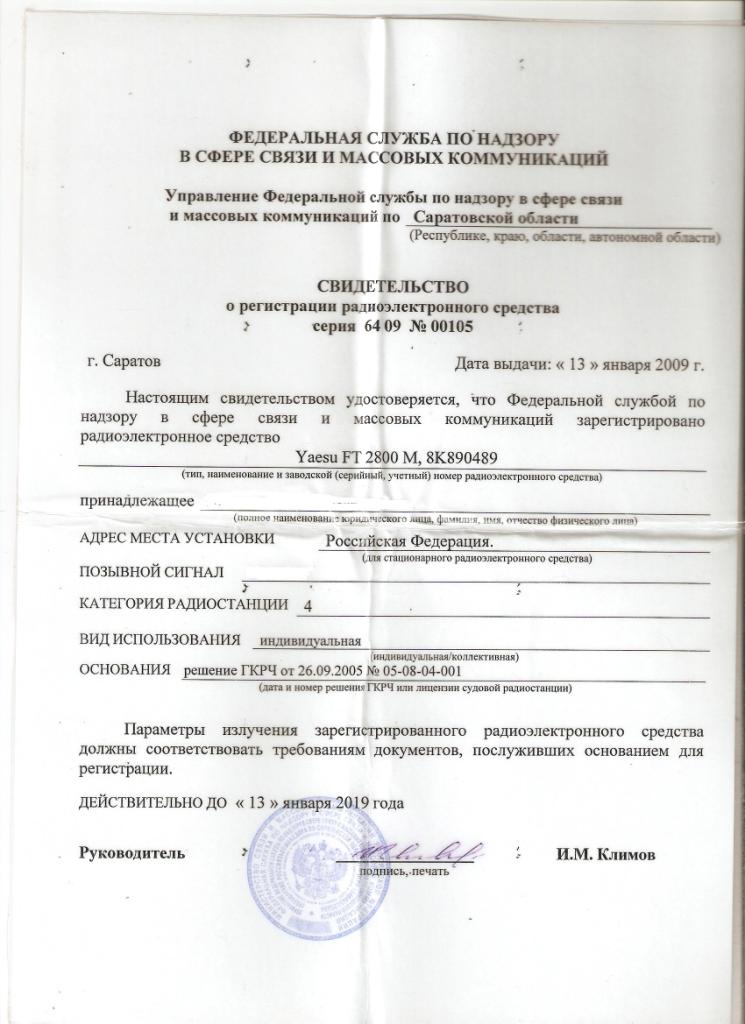 ФЕДЕРАЛЬНАЯ СЛУЖБА ПО НАДЗОРУ
В СФЕРЕ СВЯЗИ И МАССОВЫХ КОММУНИКАЦИЙ
Управление Федеральной службы по надзору в сфере связи
и массовых коммуникаций по Саратовской области
(Республике, краю, области, автономной области)
СВИДЕТЕЛЬСТВО
о регистрации радиоэлектронного средства
серия 64 09 № 00105
г. Саратов Дата выдачи: « 13 » января 2009 г.
Настоящим свидетельством удостоверяется, что Федеральной службой по
надзору в сфере связи и массовых коммуникаций зарегистрировано
радиоэлектронное средство
Yaesu FT 2800 M, 8K890489
(тип, наименование и заводской (серийный, учетный) номер радиоэлектронного средства)
принадлежащее
(полное наименование юридического лица, фамилия, имя, отчество физического лица)
АДРЕС МЕСТА УСТАНОВКИ Российская Федерация.
(для стационарного радиоэлектронного средства)
ПОЗЫВНОЙ СИГНАЛ
КАТЕГОРИЯ РАДИОСТАНЦИИ 4
ВИД ИСПОЛЬЗОВАНИЯ индивидуальная
(индивидуальная/коллективная)
ОСНОВАНИЯ решение ГКРЧ от 26.09.2005 № 05-08-04-001
(дата и номер решения ГКРЧ или лицензии судовой радиостанции)
Параметры излучения зарегистрированного радиоэлектронного средства
должны соответствовать требованиям документов, послуживших основанием для
регистрации.
ДЕЙСТВИТЕЛЬНО ДО « 13 » января 2019 года
Руководитель И.М. Климов
подпись, печать